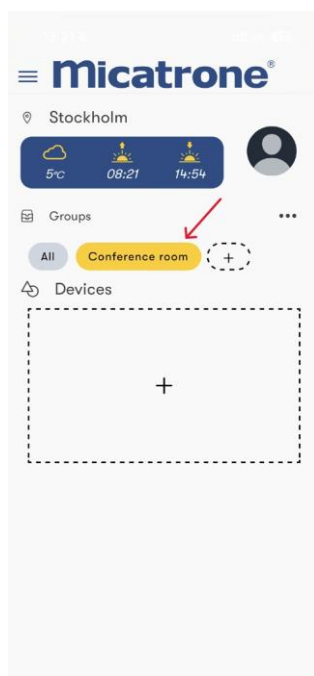 Micatrone®
Stockholm
5°C 08:21 14:54
Groups
All Conference room +
Devices
+